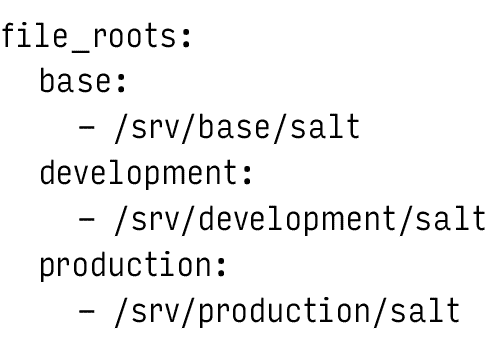 file_roots:
  base:
    - /srv/base/salt
  development:
    - /srv/development/salt
  production:
    - /srv/production/salt